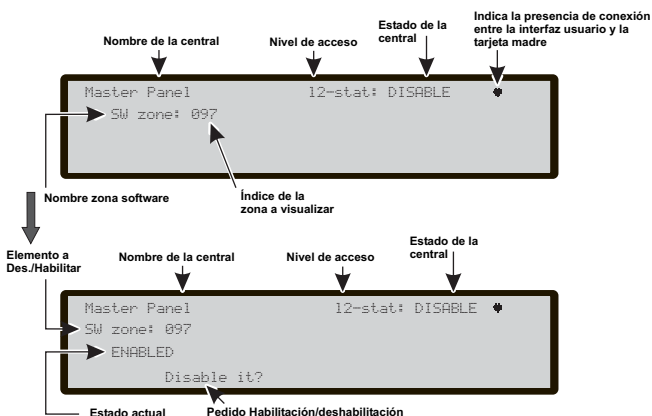 Indica la presencia de conexión
entre la interfaz usuario y la
tarjeta madre
Estado de la
central
Nombre de la central
Nivel de acceso
Master Panel l2-stat: DISABLE
SW zone: 097
Nombre zona software
Índice de la
zona a visualizar
Elemento a
Des./Habilitar
Nombre de la central
Nivel de acceso
Estado de la
central
Master Panel l2-stat: DISABLE
SW zone: 097
ENABLED
Disable it?
Estado actual
Pedido Habilitación/deshabilitación